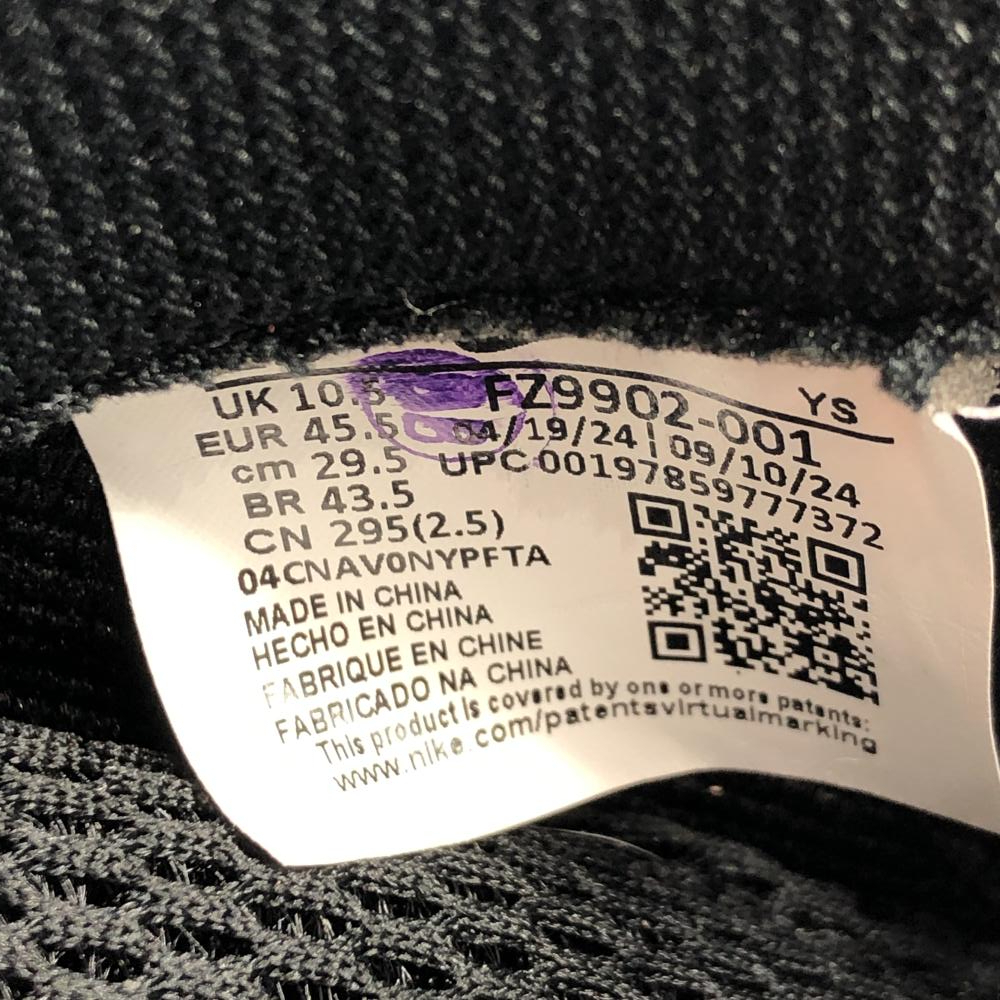 YS
UK 10.5 FZ9902-001
EUR 45.5 04/19/24 | 09/10/24
cm 29.5 UPC 00197859777372
BR 43.5
CN 295(2.5)
04CNAV0NYPFTA
MADE IN CHINA
HECHO EN CHINA
FABRIQUE EN CHINE
FABRICADO NA CHINA
This product is covered by one or more patents:
www.nike.com/patentsvirtualmarking